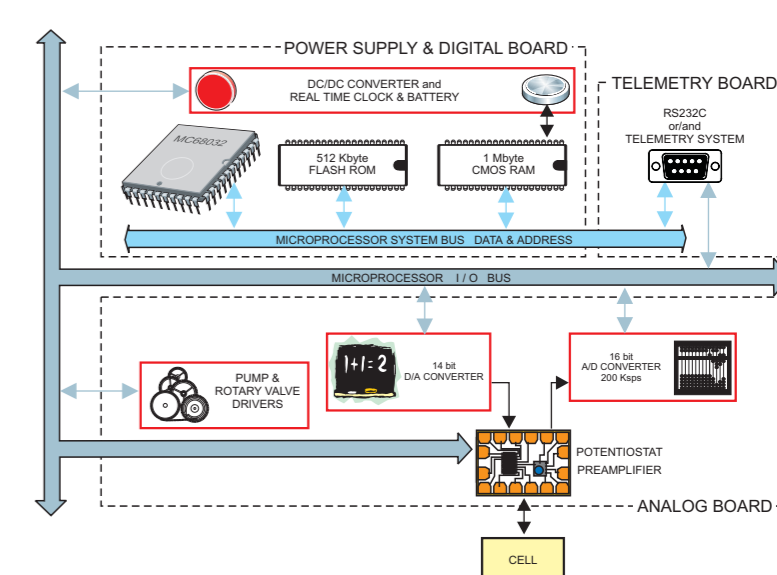 POWER SUPPLY & DIGITAL BOARD
DC/DC CONVERTER and
REAL TIME CLOCK & BATTERY
TELEMETRY BOARD
RS232C
or/and
TELEMETRY SYSTEM
MC68032
512 Kbyte
FLASH ROM
1 Mbyte
CMOS RAM
MICROPROCESSOR SYSTEM BUS DATA & ADDRESS
MICROPROCESSOR I / O BUS
PUMP &
ROTARY VALVE
DRIVERS
1+1=2
14 bit
D/A CONVERTER
16 bit
A/D CONVERTER
200 Ksps
POTENTIOSTAT
PREAMPLIFIER
ANALOG BOARD
CELL